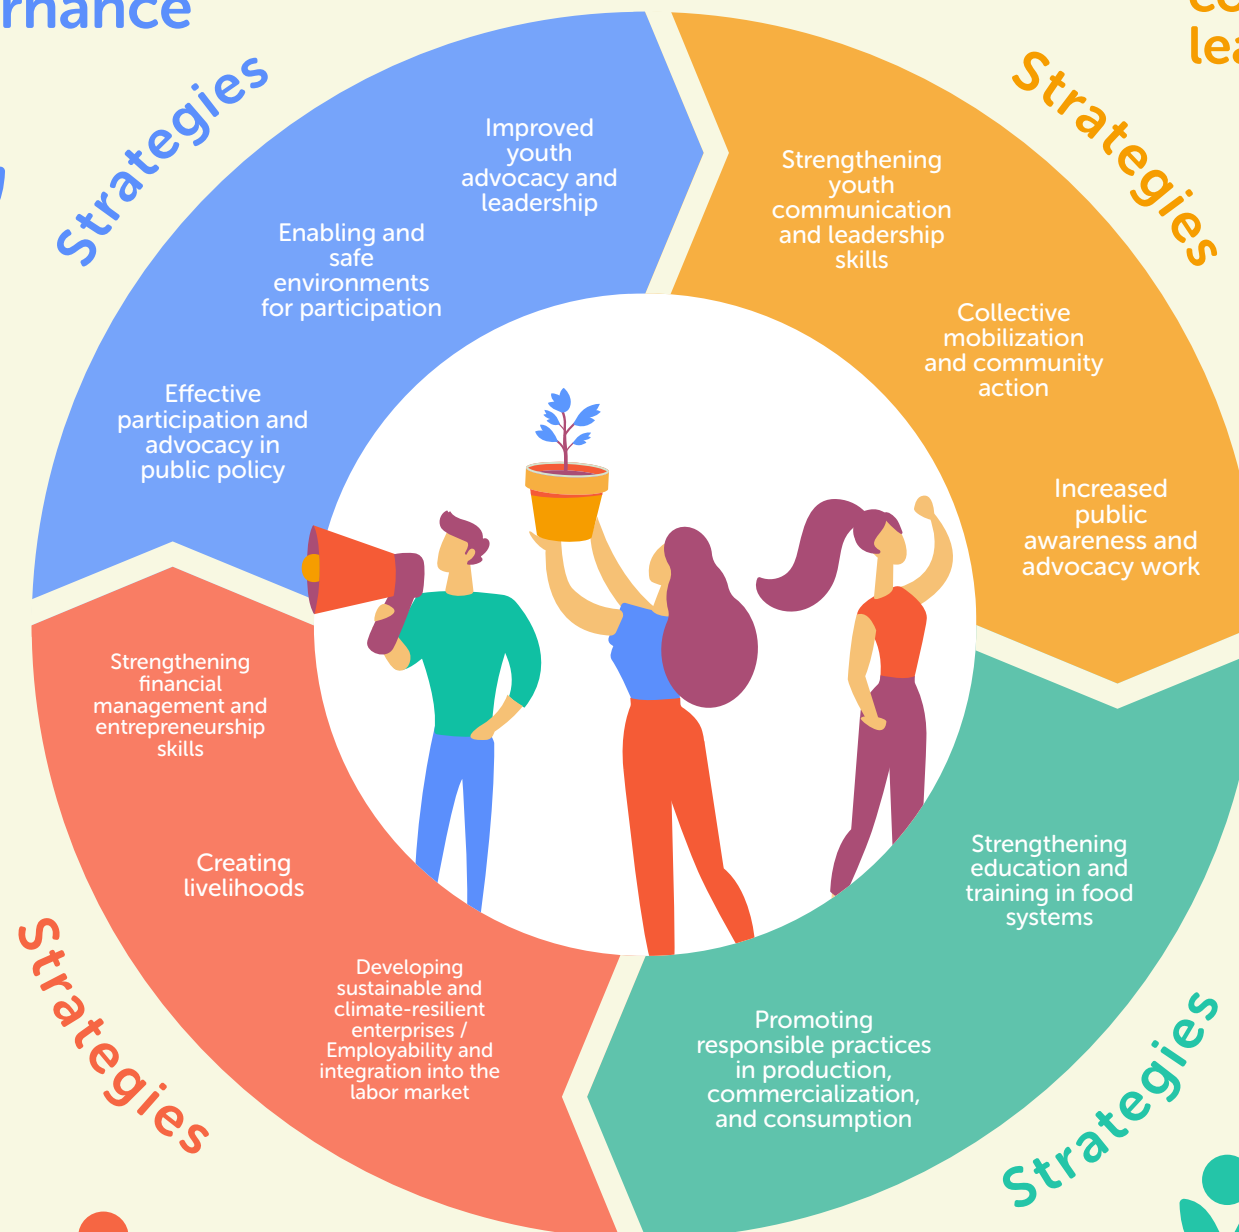 Strategies
Improved
youth
advocacy and
leadership
Enabling and
safe
environments
for participation
Effective
participation and
advocacy in
public policy
Strategies
Strengthening
youth
communication
and leadership
skills
Collective
mobilization
and community
action
Increased
public
awareness and
advocacy work
Strengthening
financial
management and
entrepreneurship
skills
Creating
livelihoods
Developing
sustainable and
climate-resilient
enterprises /
Employability and
integration into the
labor market
Strategies
Strengthening
education and
training in food
systems
Promoting
responsible practices
in production,
commercialization,
and consumption
Strategies